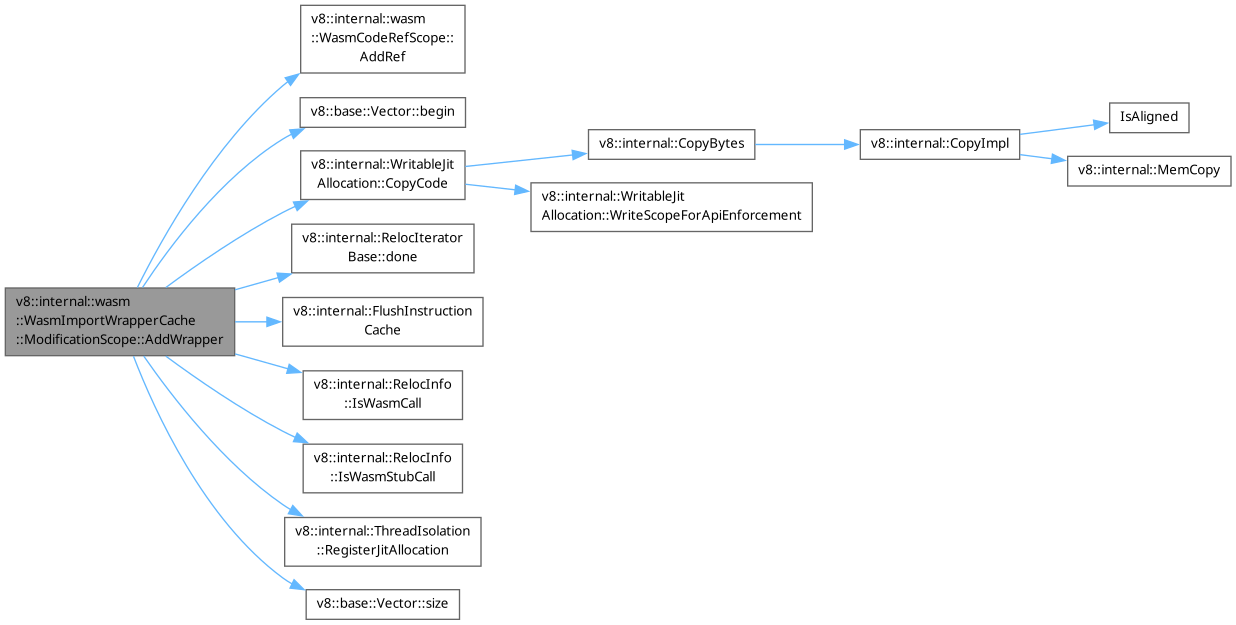 v8::internal::wasm
::WasmCodeRefScope::
AddRef
v8::base::Vector::begin
v8::internal::WritableJit
Allocation::CopyCode
v8::internal::CopyBytes
v8::internal::CopyImpl
IsAligned
v8::internal::MemCopy
v8::internal::WritableJit
Allocation::WriteScopeForApiEnforcement
v8::internal::RelocIterator
Base::done
v8::internal::wasm
::WasmImportWrapperCache
::ModificationScope::AddWrapper
v8::internal::FlushInstruction
Cache
v8::internal::RelocInfo
::IsWasmCall
v8::internal::RelocInfo
::IsWasmStubCall
v8::internal::ThreadIsolation
::RegisterJitAllocation
v8::base::Vector::size